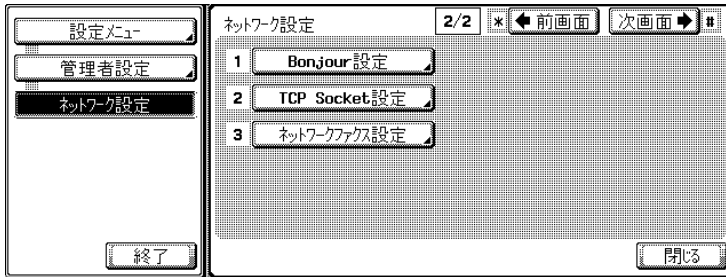 設定メニュー
管理者設定
ネットワーク設定
終了
ネットワーク設定 2/2 * ←前画面 次画面→ #
1 Bonjour設定
2 TCP Socket設定
3 ネットワークファクス設定
閉じる